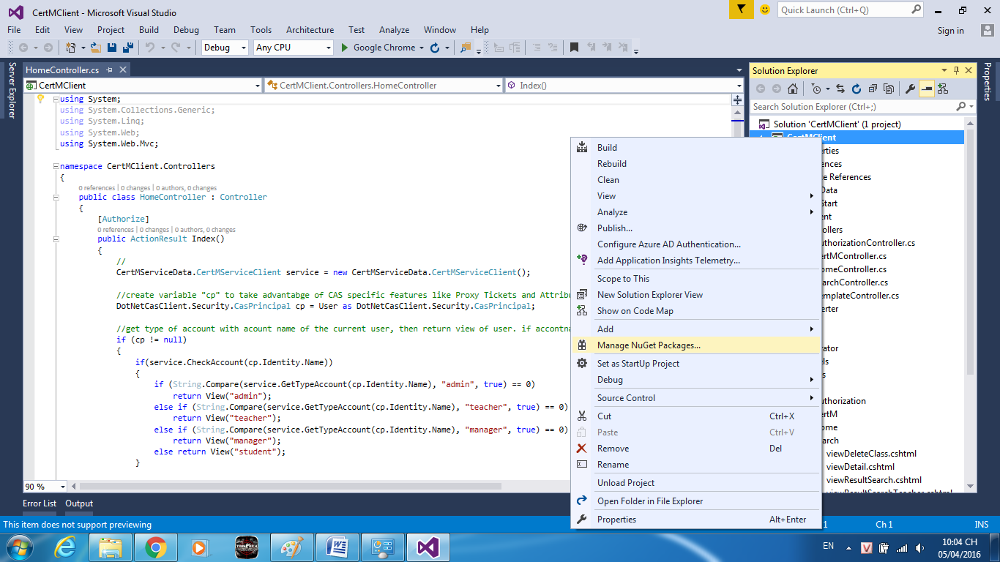 CertMClient - Microsoft Visual Studio
Quick Launch (Ctrl+Q)
File Edit View Project Build Debug Team Tools Architecture Test Analyze Window Help
Sign in
Debug Any CPU Google Chrome
Server Explorer
HomeController.cs
CertMClient CertMClient.Controllers.HomeController Index()
using System;
using System.Collections.Generic;
using System.Linq;
using System.Web;
using System.Web.Mvc;
namespace CertMClient.Controllers
{
0 references | 0 changes | 0 authors, 0 changes
public class HomeController : Controller
{
[Authorize]
0 references | 0 changes | 0 authors, 0 changes
public ActionResult Index()
{
//
CertMServiceData.CertMServiceClient service = new CertMServiceData.CertMServiceClient();
//create variable "cp" to take advantabge of CAS specific features like Proxy Tickets and Attribu
DotNetCasClient.Security.CasPrincipal cp = User as DotNetCasClient.Security.CasPrincipal;
//get type of account with acount name of the current user, then return view of user. if accontna
if (cp != null)
{
if(service.CheckAccount(cp.Identity.Name))
{
if (String.Compare(service.GetTypeAccount(cp.Identity.Name), "admin", true) == 0)
return View("admin");
else if (String.Compare(service.GetTypeAccount(cp.Identity.Name), "teacher", true) == 0)
return View("teacher");
else if (String.Compare(service.GetTypeAccount(cp.Identity.Name), "manager", true) == 0)
return View("manager");
else return View("student");
}
90 %
Build
Rebuild
Clean
View
Analyze
Publish...
Configure Azure AD Authentication...
Add Application Insights Telemetry...
Scope to This
New Solution Explorer View
Show on Code Map
Add
Manage NuGet Packages...
Set as StartUp Project
Debug
Source Control
Cut Ctrl+X
Paste Ctrl+V
Remove Del
Rename
Unload Project
Open Folder in File Explorer
Properties Alt+Enter
Solution Explorer
Search Solution Explorer (Ctrl+;)
Solution 'CertMClient' (1 project)
CertMClient
erties
ences
e References
Data
Start
ent
ollers
uthorizationController.cs
ertMController.cs
omeController.cs
earchController.cs
emplateController.cs
erter
rator
els
s
uthorization
ertM
ome
earch
viewDeleteClass.cshtml
viewDetail.cshtml
viewResultSearch.cshtml
viewResultSearchTeacher.cshtml
Properties
Error List Output
This item does not support previewing
1 Ch 1 INS
EN
10:04 CH
05/04/2016